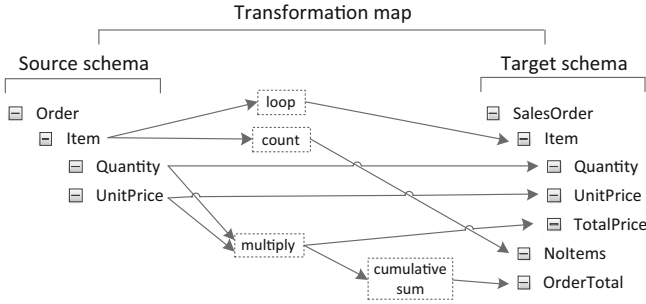 Transformation map
Source schema
Target schema
Order
Item
Quantity
UnitPrice
loop
count
multiply
cumulative
sum
SalesOrder
Item
Quantity
UnitPrice
TotalPrice
NoItems
OrderTotal